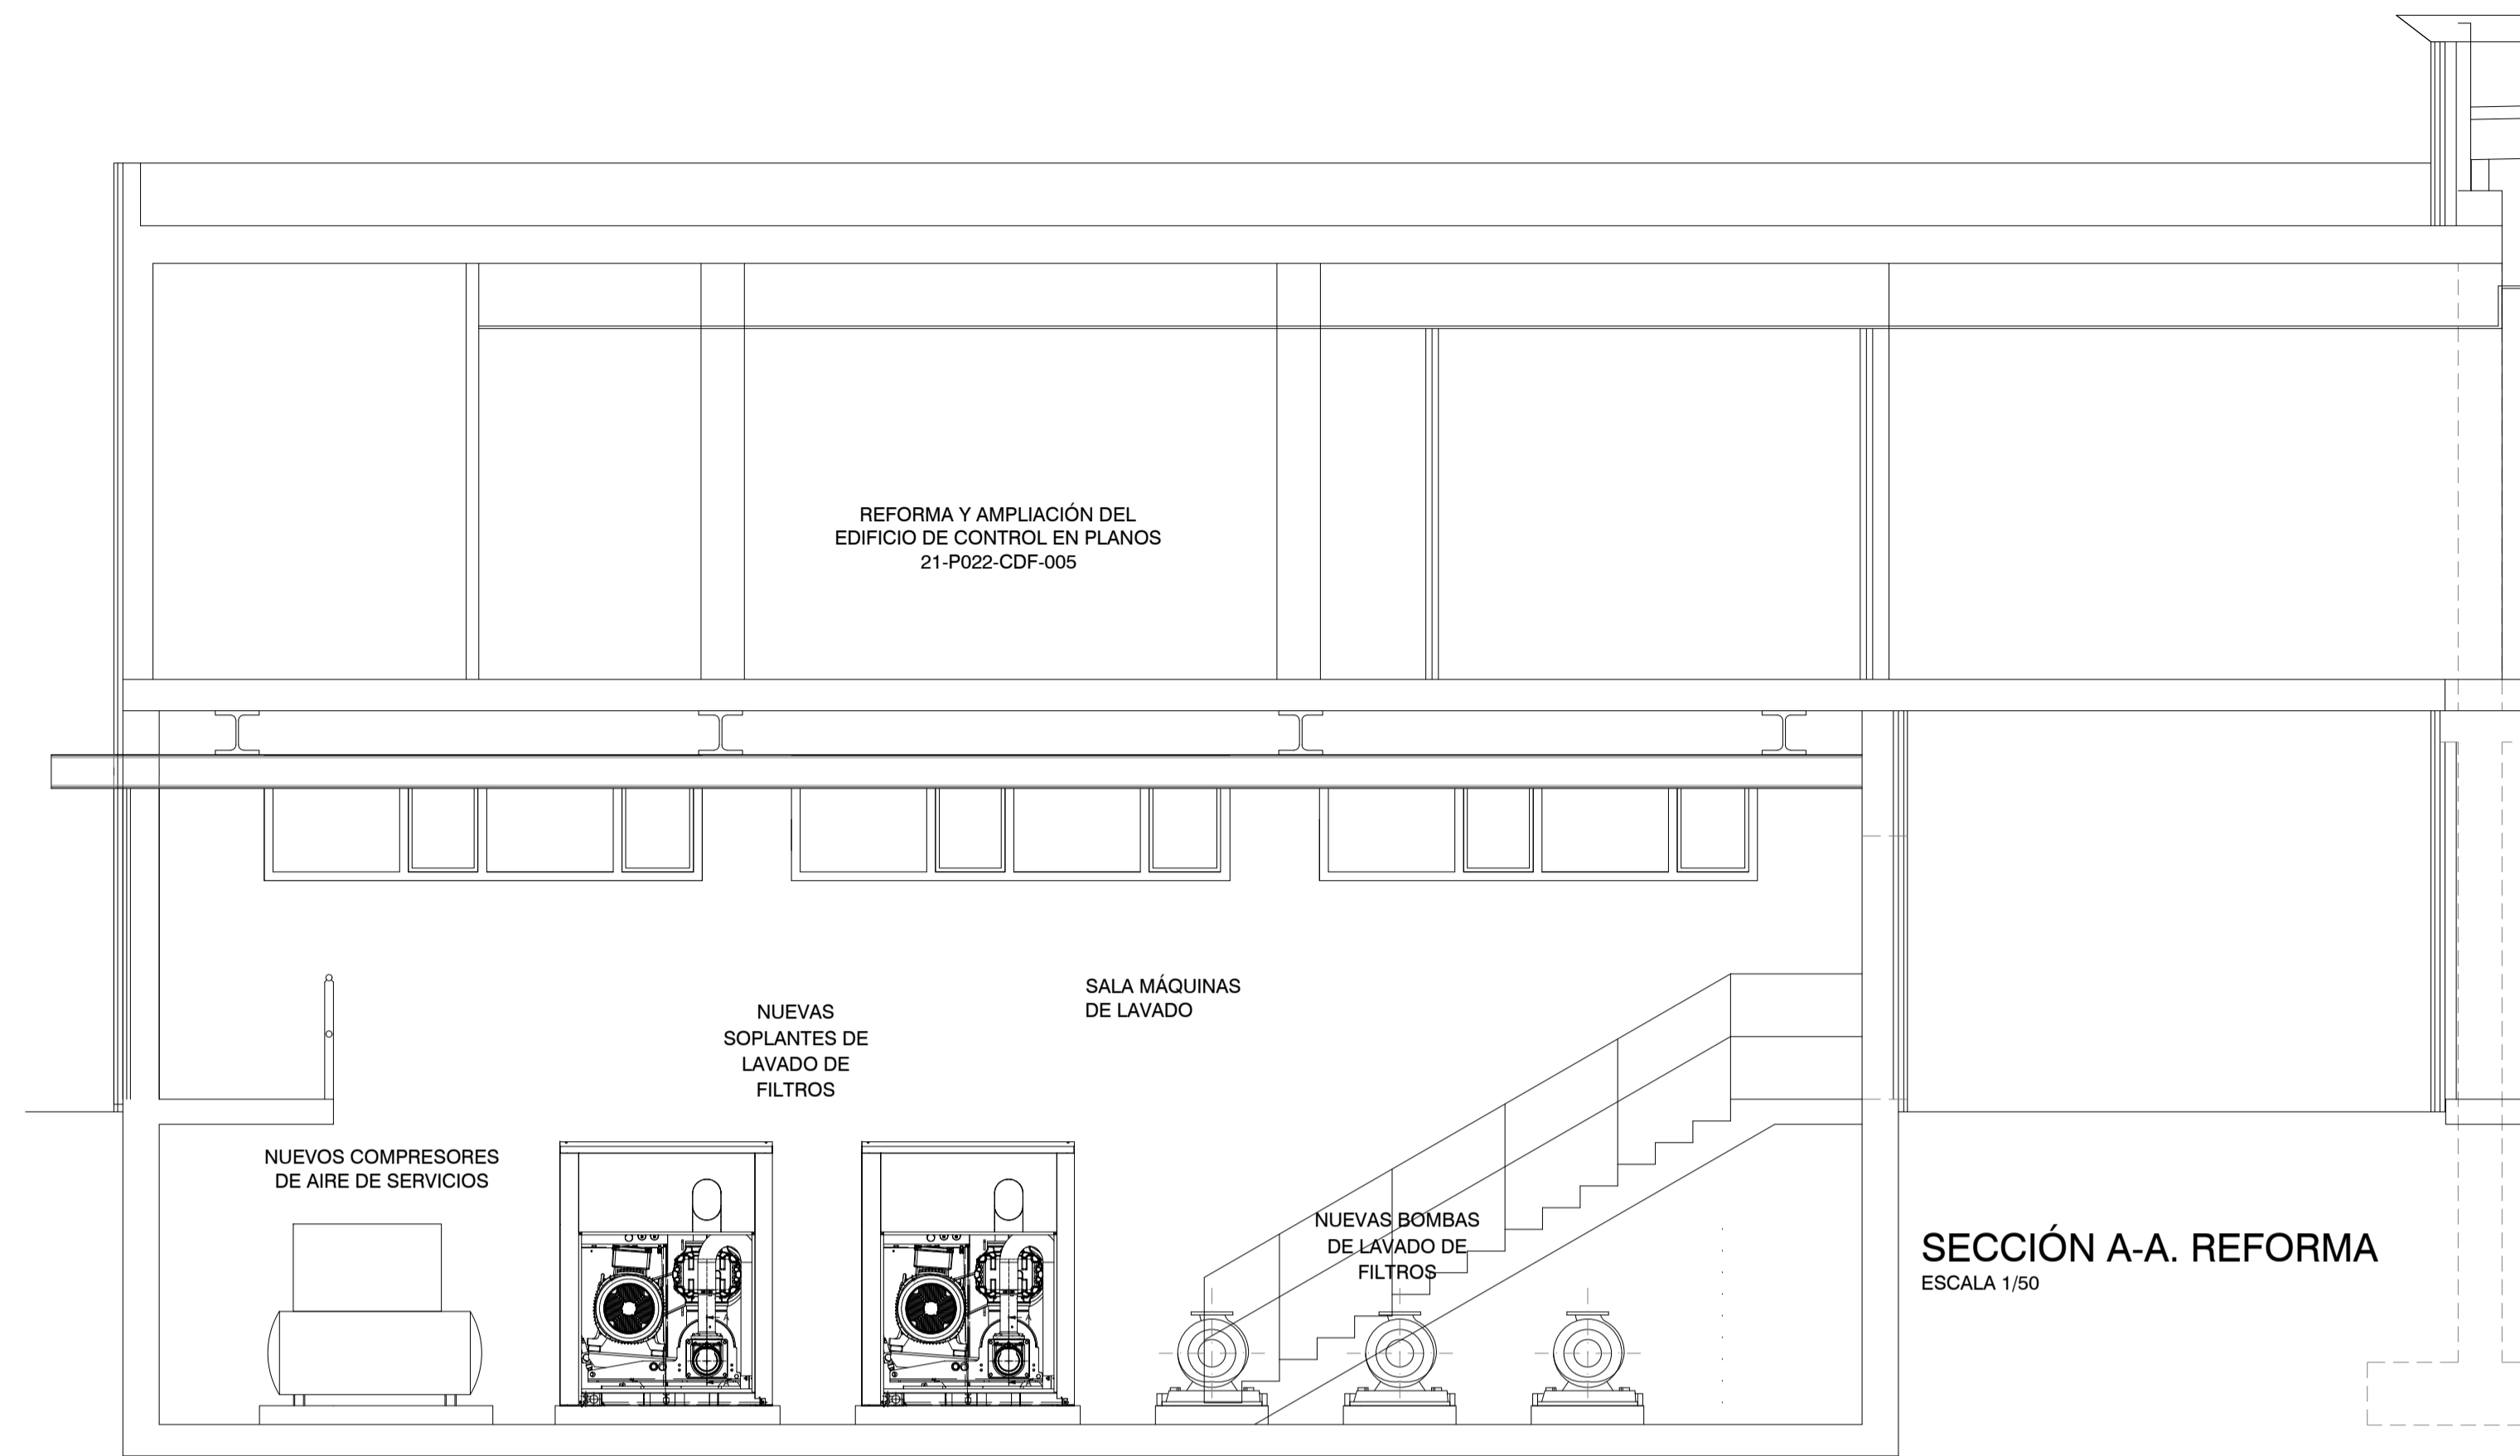 REFORMA Y AMPLIACIÓN DEL
EDIFICIO DE CONTROL EN PLANOS
21-P022-CDF-005
SALA MÁQUINAS
DE LAVADO
NUEVAS
SOPLANTES DE
LAVADO DE
FILTROS
NUEVOS COMPRESORES
DE AIRE DE SERVICIOS
NUEVAS BOMBAS
DE LAVADO DE
FILTROS
SECCIÓN A-A. REFORMA
ESCALA 1/50